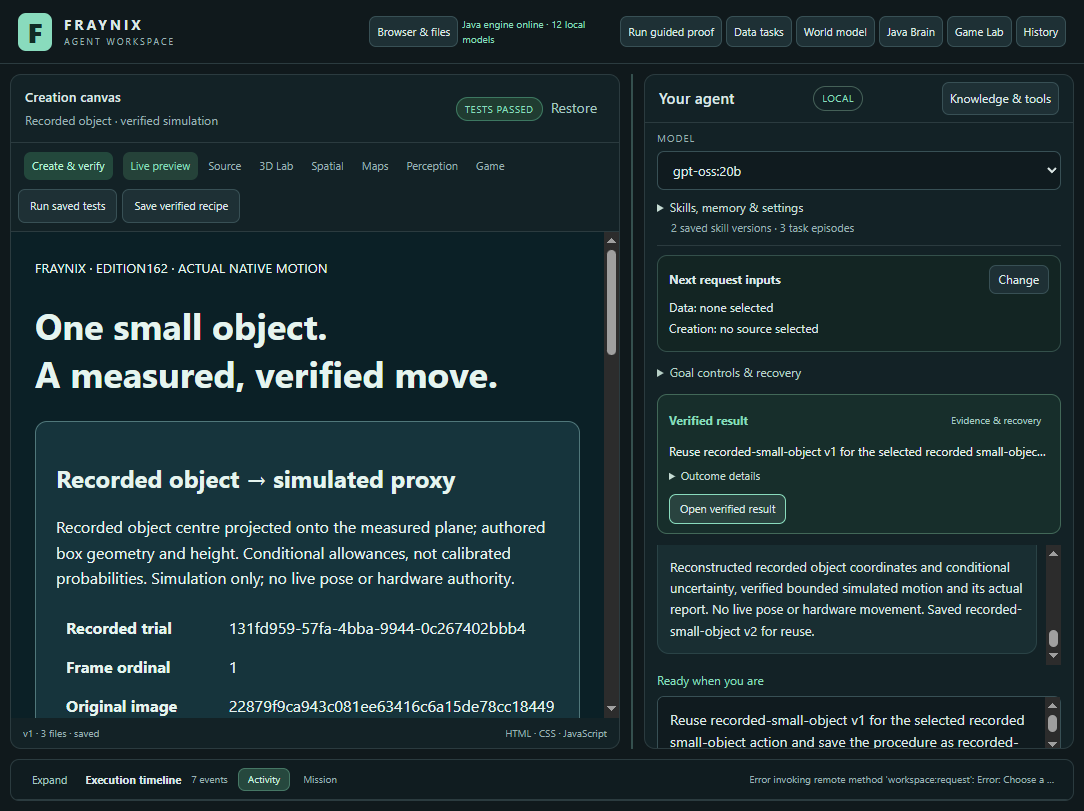 F
FRAYNIX
AGENT WORKSPACE
Browser & files
Java engine online · 12 local
models
Run guided proof
Data tasks
World model
Java Brain
Game Lab
History
Creation canvas
Recorded object · verified simulation
TESTS PASSED
Restore
Create & verify
Live preview
Source
3D Lab
Spatial
Maps
Perception
Game
Run saved tests
Save verified recipe
FRAYNIX · EDITION162 · ACTUAL NATIVE MOTION
One small object.
A measured, verified move.
Recorded object → simulated proxy
Recorded object centre projected onto the measured plane; authored
box geometry and height. Conditional allowances, not calibrated
probabilities. Simulation only; no live pose or hardware authority.
Recorded trial 131fd959-57fa-4bba-9944-0c267402bbb4
Frame ordinal 1
Original image 22879f9ca943c081ee63416c6a15de78cc18449
v1 · 3 files · saved
HTML · CSS · JavaScript
Your agent
LOCAL
Knowledge & tools
MODEL
gpt-oss:20b
Skills, memory & settings
2 saved skill versions · 3 task episodes
Next request inputs
Change
Data: none selected
Creation: no source selected
Goal controls & recovery
Verified result
Evidence & recovery
Reuse recorded-small-object v1 for the selected recorded small-objec...
Outcome details
Open verified result
Reconstructed recorded object coordinates and conditional
uncertainty, verified bounded simulated motion and its actual
report. No live pose or hardware movement. Saved recorded-
small-object v2 for reuse.
Ready when you are
Reuse recorded-small-object v1 for the selected recorded
small-object action and save the procedure as recorded-
Expand
Execution timeline
7 events
Activity
Mission
Error invoking remote method 'workspace:request': Error: Choose a ...